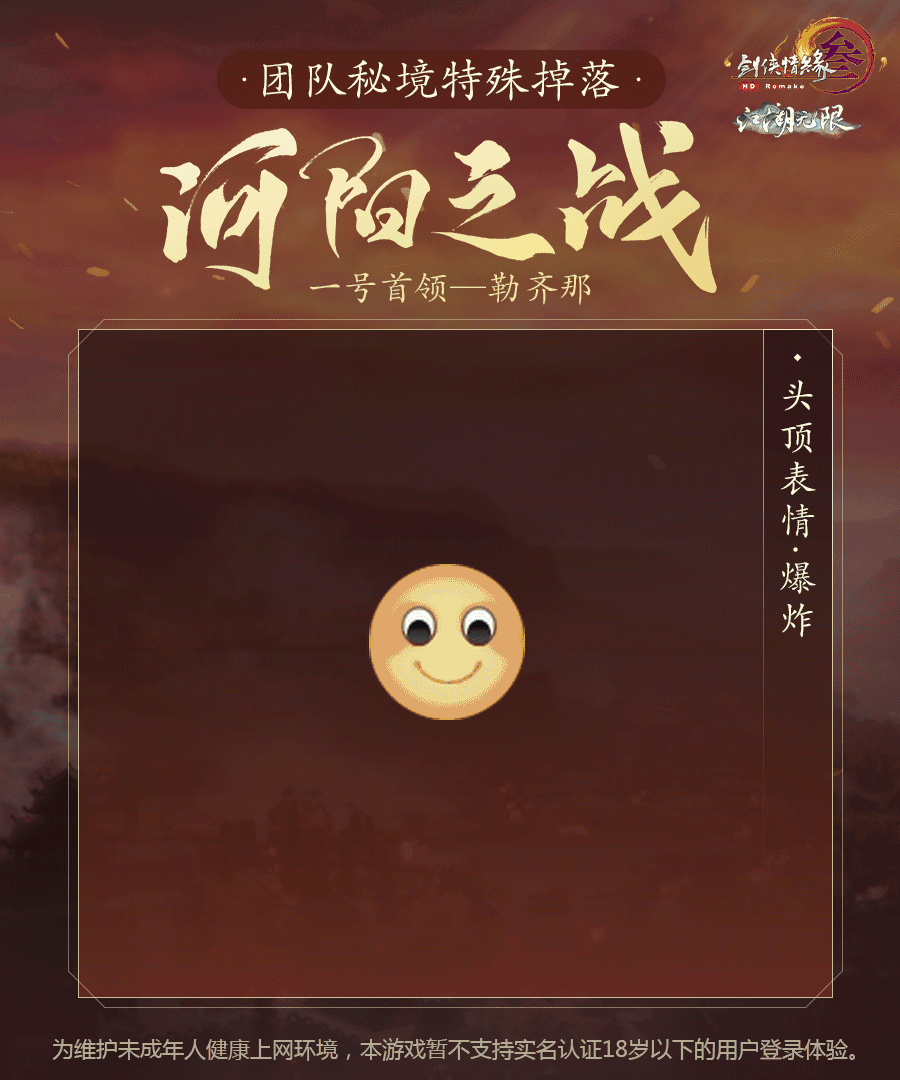 ·团队秘境特殊掉落·
剑侠情缘叁
HD Remake
江湖无限
河阳之战
一号首领—勒齐那
·头顶表情·爆炸
为维护未成年人健康上网环境，本游戏暂不支持实名认证18岁以下的用户登录体验。